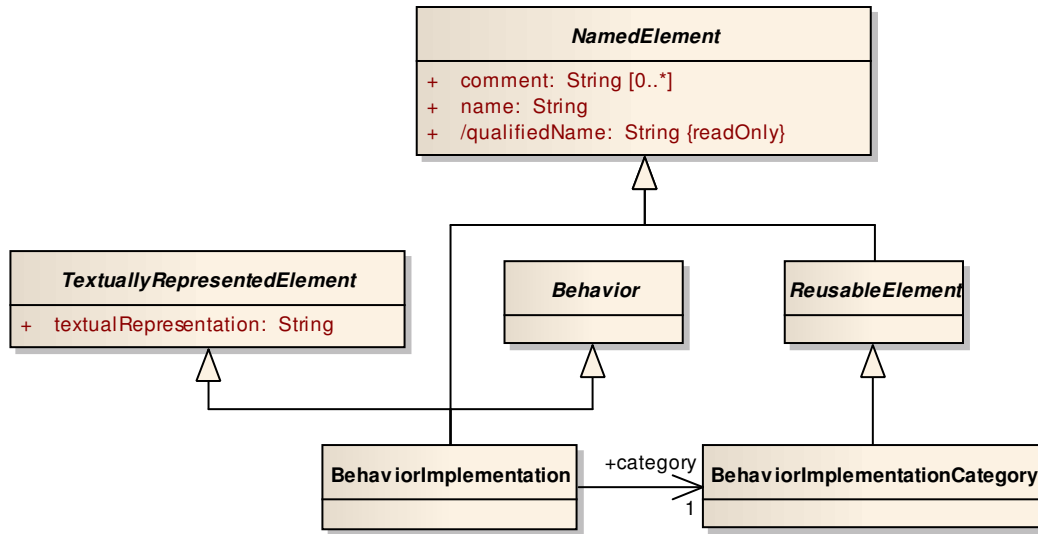 NamedElement
+ comment: String [0..*]
+ name: String
+ /qualifiedName: String {readOnly}
TextuallyRepresentedElement
+ textualRepresentation: String
Behavior
ReusableElement
BehaviorImplementation
+category
1
BehaviorImplementationCategory